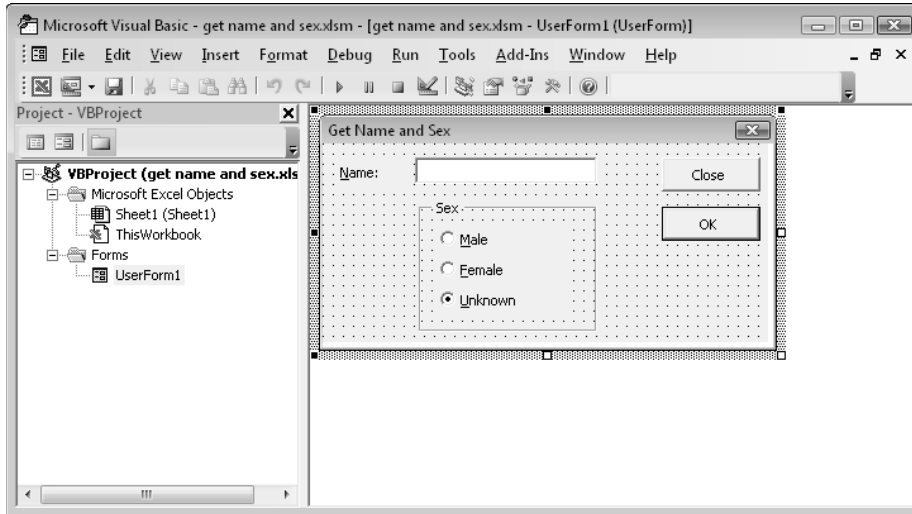 Microsoft Visual Basic - get name and sex.xlsm - [get name and sex.xlsm - UserForm1 (UserForm)]
File Edit View Insert Format Debug Run Tools Add-Ins Window Help
Project - VBProject
VBProject (get name and sex.xls
Microsoft Excel Objects
Sheet1 (Sheet1)
ThisWorkbook
Forms
UserForm1
Get Name and Sex
Name:
Close
Sex
OK
Male
Female
Unknown